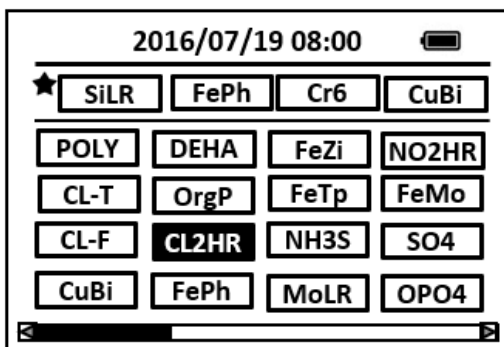 2016/07/19 08:00
SiLR FePh Cr6 CuBi
POLY DEHA FeZi NO2HR
CL-T OrgP FeTp FeMo
CL-F CL2HR NH3S SO4
CuBi FePh MoLR OPO4